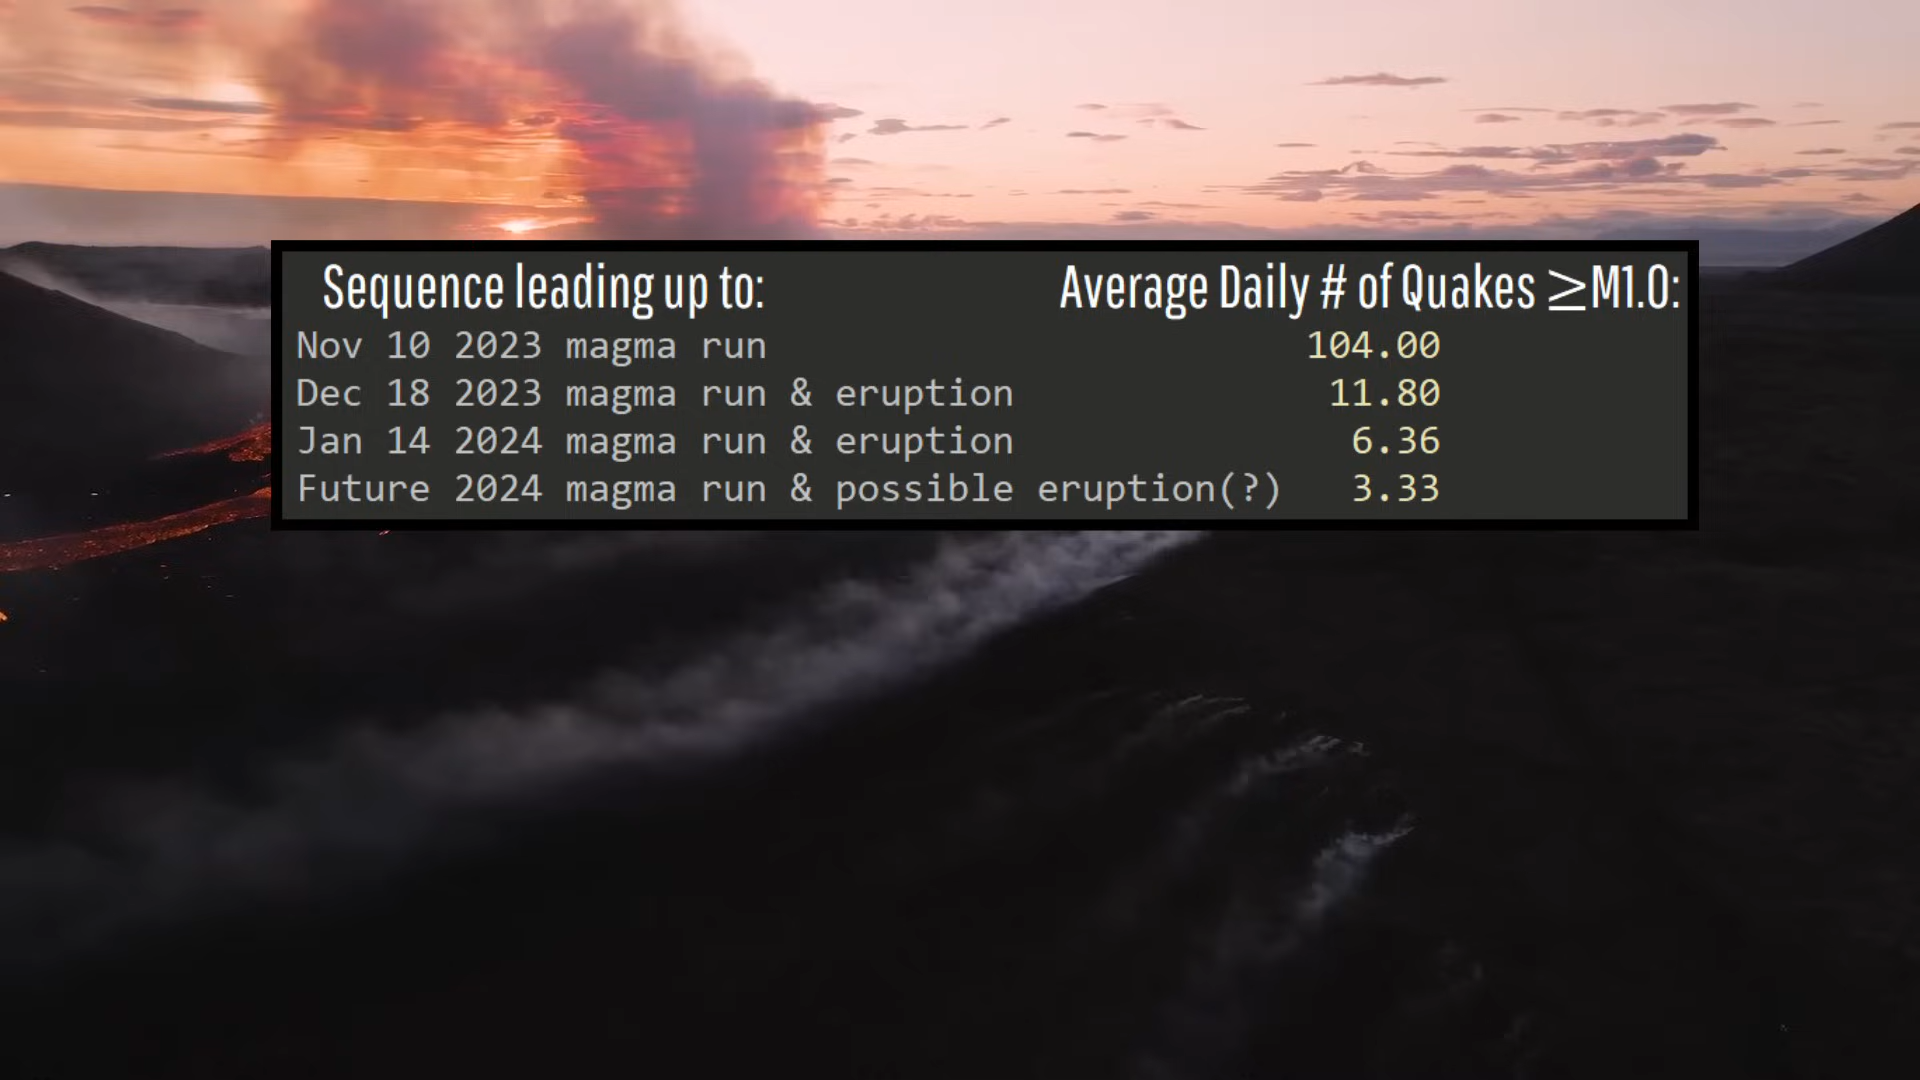 Sequence leading up to: Average Daily # of Quakes ≥M1.0:
Nov 10 2023 magma run 104.00
Dec 18 2023 magma run & eruption 11.80
Jan 14 2024 magma run & eruption 6.36
Future 2024 magma run & possible eruption(?) 3.33